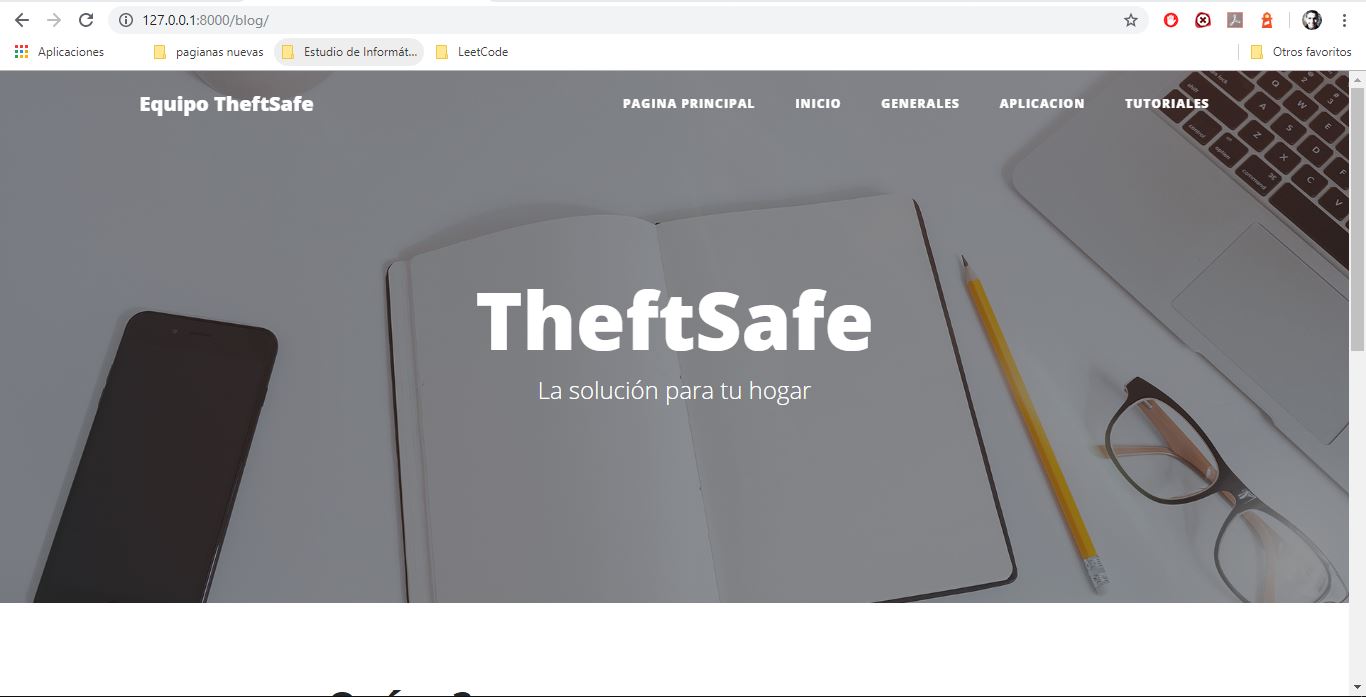 127.0.0.1:8000/blog/
Aplicaciones
pagianas nuevas
Estudio de Informát...
LeetCode
Otros favoritos
Equipo TheftSafe
PAGINA PRINCIPAL
INICIO
GENERALES
APLICACION
TUTORIALES
TheftSafe
La solución para tu hogar